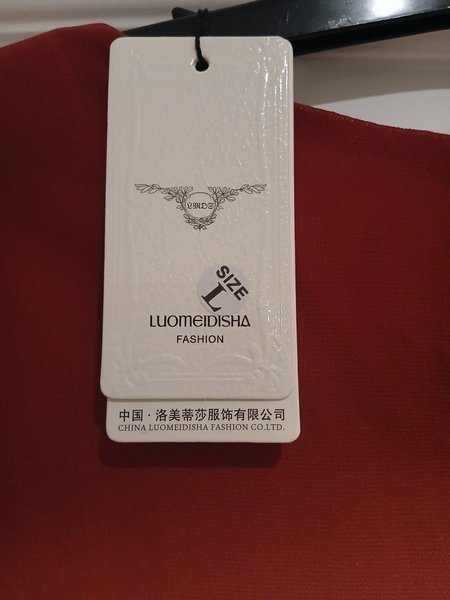 SIZE
L
LUOMEIDISHA
FASHION
中国·洛美蒂莎服饰有限公司
CHINA LUOMEIDISHA FASHION CO.LTD.